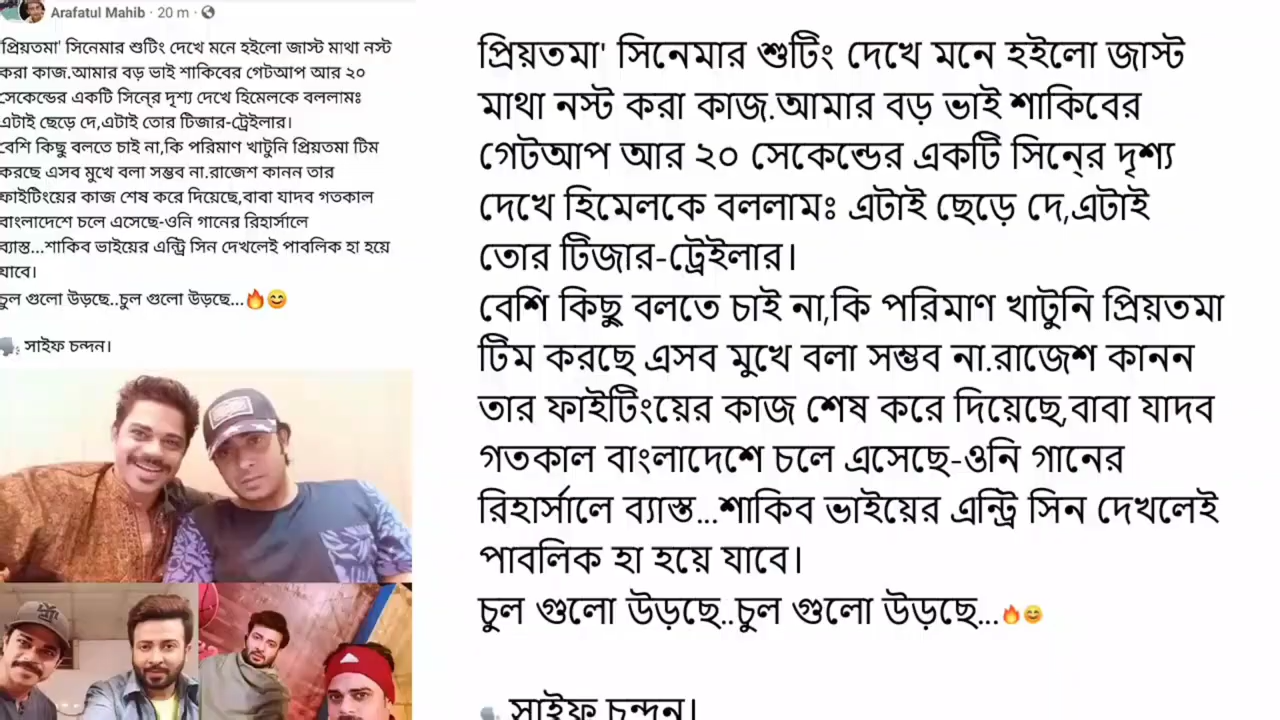 Arafatul Mahib · 20 m ·
'প্রিয়তমা' সিনেমার শুটিং দেখে মনে হইলো জাস্ট মাথা নস্ট
করা কাজ.আমার বড় ভাই শাকিবের গেটআপ আর ২০
সেকেন্ডের একটি সিন্রে দৃশ্য দেখে হিমেলকে বললামঃ
এটাই ছেড়ে দে,এটাই তোর টিজার-ট্রেইলার।
বেশি কিছু বলতে চাই না,কি পরিমাণ খাটুনি প্রিয়তমা টিম
করছে এসব মুখে বলা সম্ভব না.রাজেশ কানন তার
ফাইটিংয়ের কাজ শেষ করে দিয়েছে,বাবা যাদব গতকাল
বাংলাদেশে চলে এসেছে-ওনি গানের রিহার্সালে
ব্যাস্ত...শাকিব ভাইয়ের এন্ট্রি সিন দেখলেই পাবলিক হা হয়ে
যাবে।
চুল গুলো উড়ছে..চুল গুলো উড়ছে...🔥😊
🗣️ সাইফ চন্দন।
প্রিয়তমা' সিনেমার শুটিং দেখে মনে হইলো জাস্ট
মাথা নস্ট করা কাজ.আমার বড় ভাই শাকিবের
গেটআপ আর ২০ সেকেন্ডের একটি সিন্রে দৃশ্য
দেখে হিমেলকে বললামঃ এটাই ছেড়ে দে,এটাই
তোর টিজার-ট্রেইলার।
বেশি কিছু বলতে চাই না,কি পরিমাণ খাটুনি প্রিয়তমা
টিম করছে এসব মুখে বলা সম্ভব না.রাজেশ কানন
তার ফাইটিংয়ের কাজ শেষ করে দিয়েছে,বাবা যাদব
গতকাল বাংলাদেশে চলে এসেছে-ওনি গানের
রিহার্সালে ব্যাস্ত...শাকিব ভাইয়ের এন্ট্রি সিন দেখলেই
পাবলিক হা হয়ে যাবে।
চুল গুলো উড়ছে..চুল গুলো উড়ছে...🔥😊
🗣️ সাইফ চন্দন।